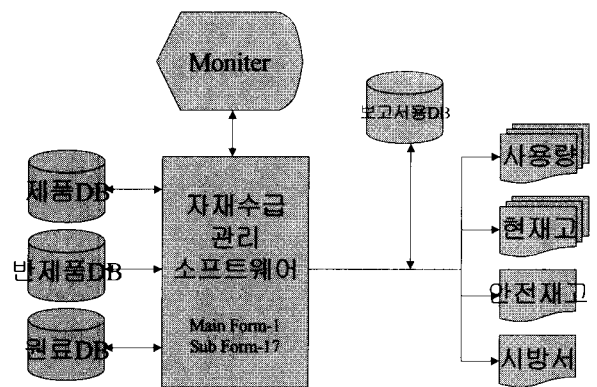 Moniter
보고서용DB
제품DB
반제품DB
원료DB
자재수급
관리
소프트웨어
Main Form-1
Sub Form-17
사용량
현재고
안전재고
시방서